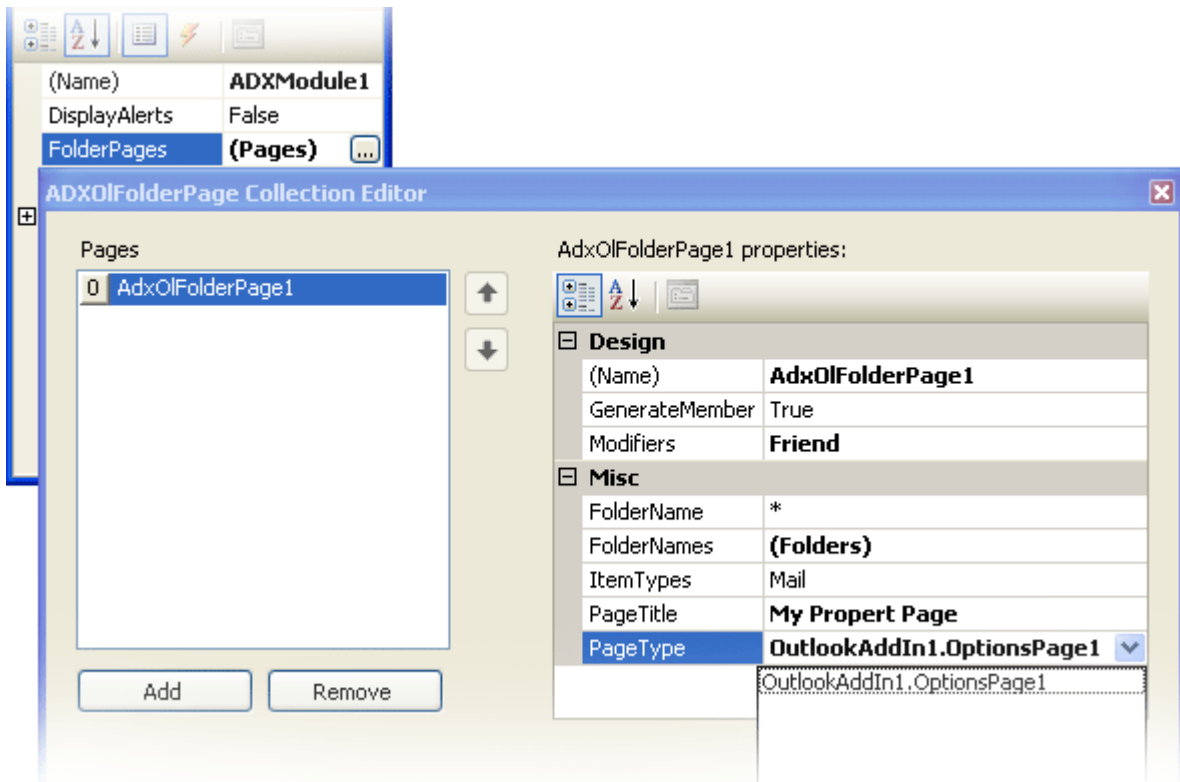 (Name) ADXModule1
DisplayAlerts False
FolderPages (Pages) ...
ADXOlFolderPage Collection Editor
Pages
0 AdxOlFolderPage1
Add Remove
AdxOlFolderPage1 properties:
Design
(Name) AdxOlFolderPage1
GenerateMember True
Modifiers Friend
Misc
FolderName *
FolderNames (Folders)
ItemTypes Mail
PageTitle My Propert Page
PageType OutlookAddIn1.OptionsPage1
OutlookAddIn1.OptionsPage1